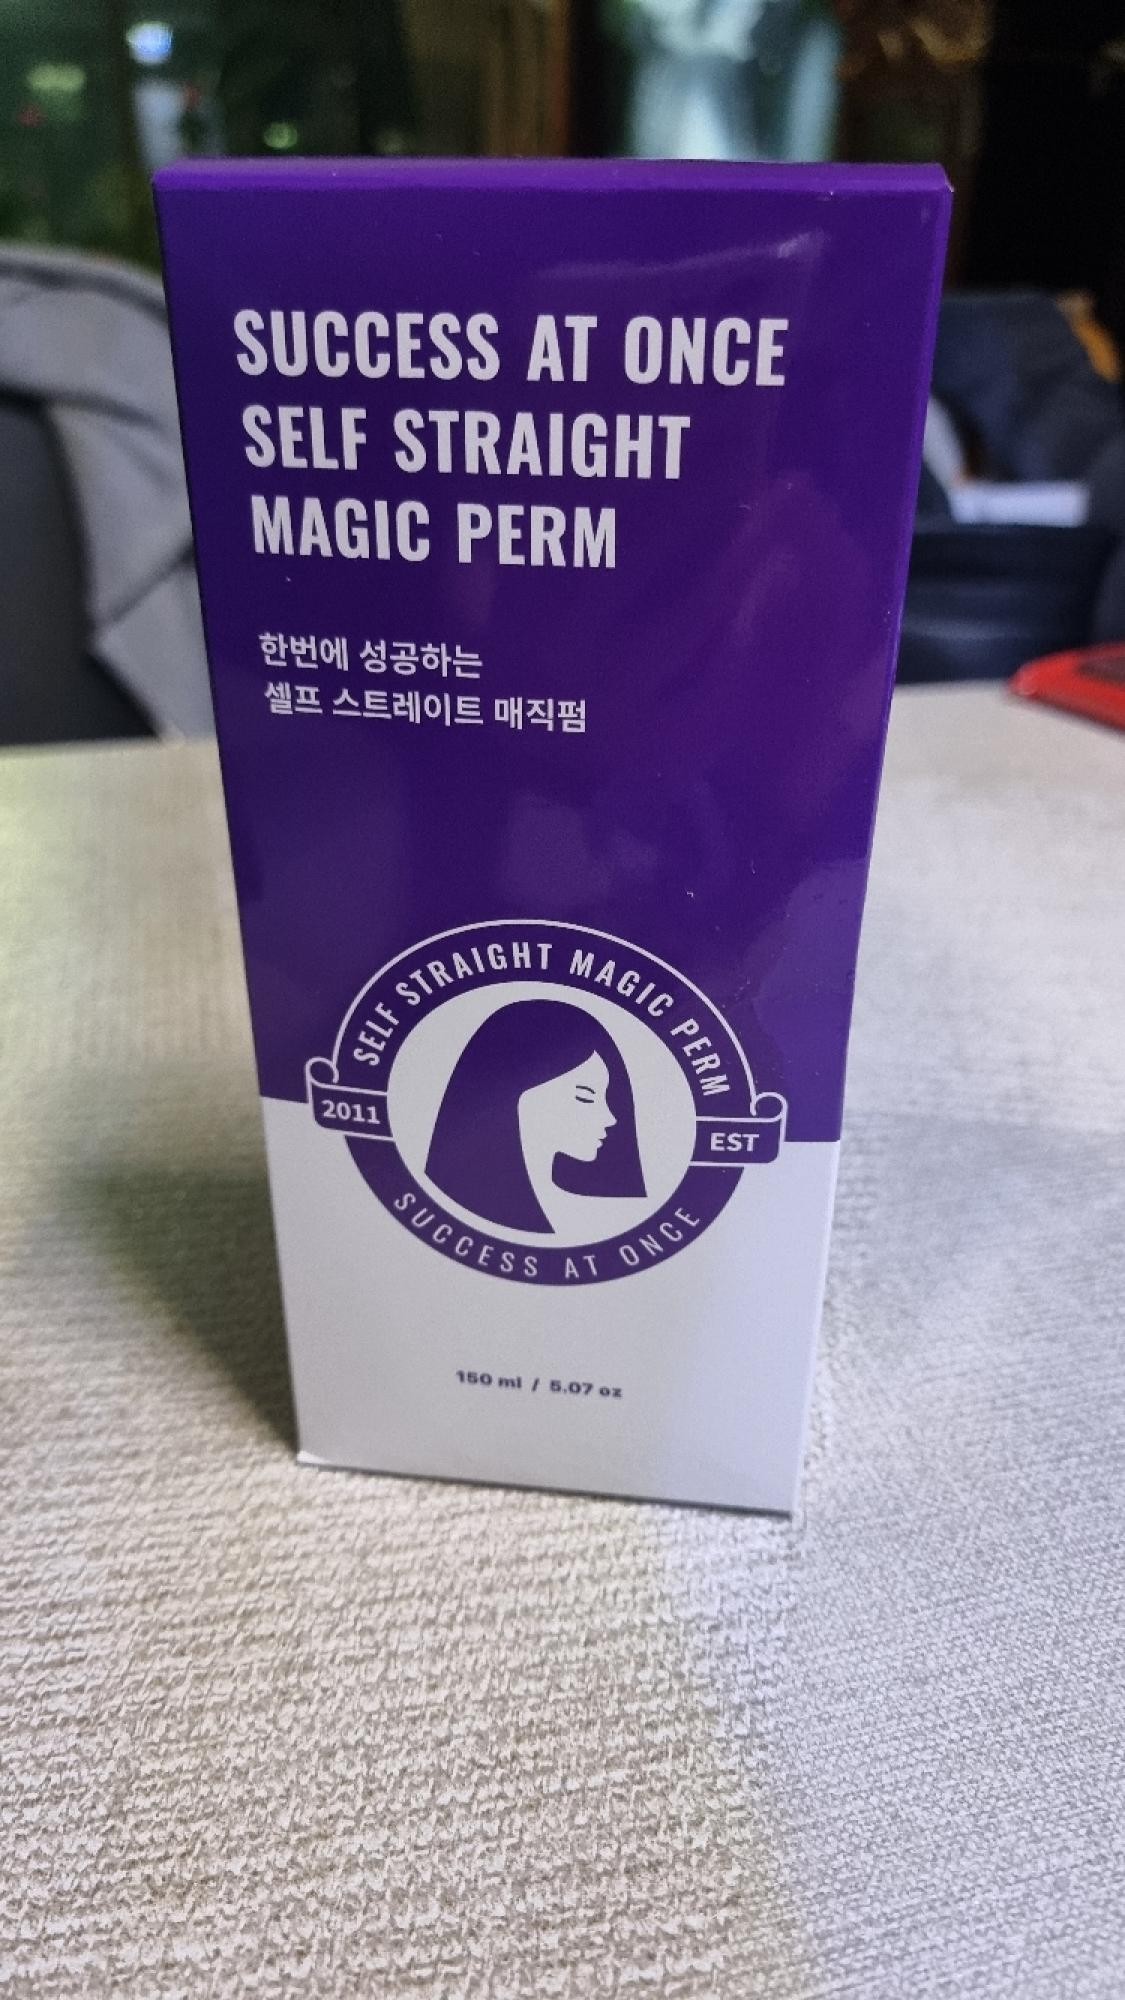 SUCCESS AT ONCE
SELF STRAIGHT
MAGIC PERM
한번에 성공하는
셀프 스트레이트 매직펌
SELF STRAIGHT MAGIC PERM
2011
EST
SUCCESS AT ONCE
150 ml / 5.07 oz